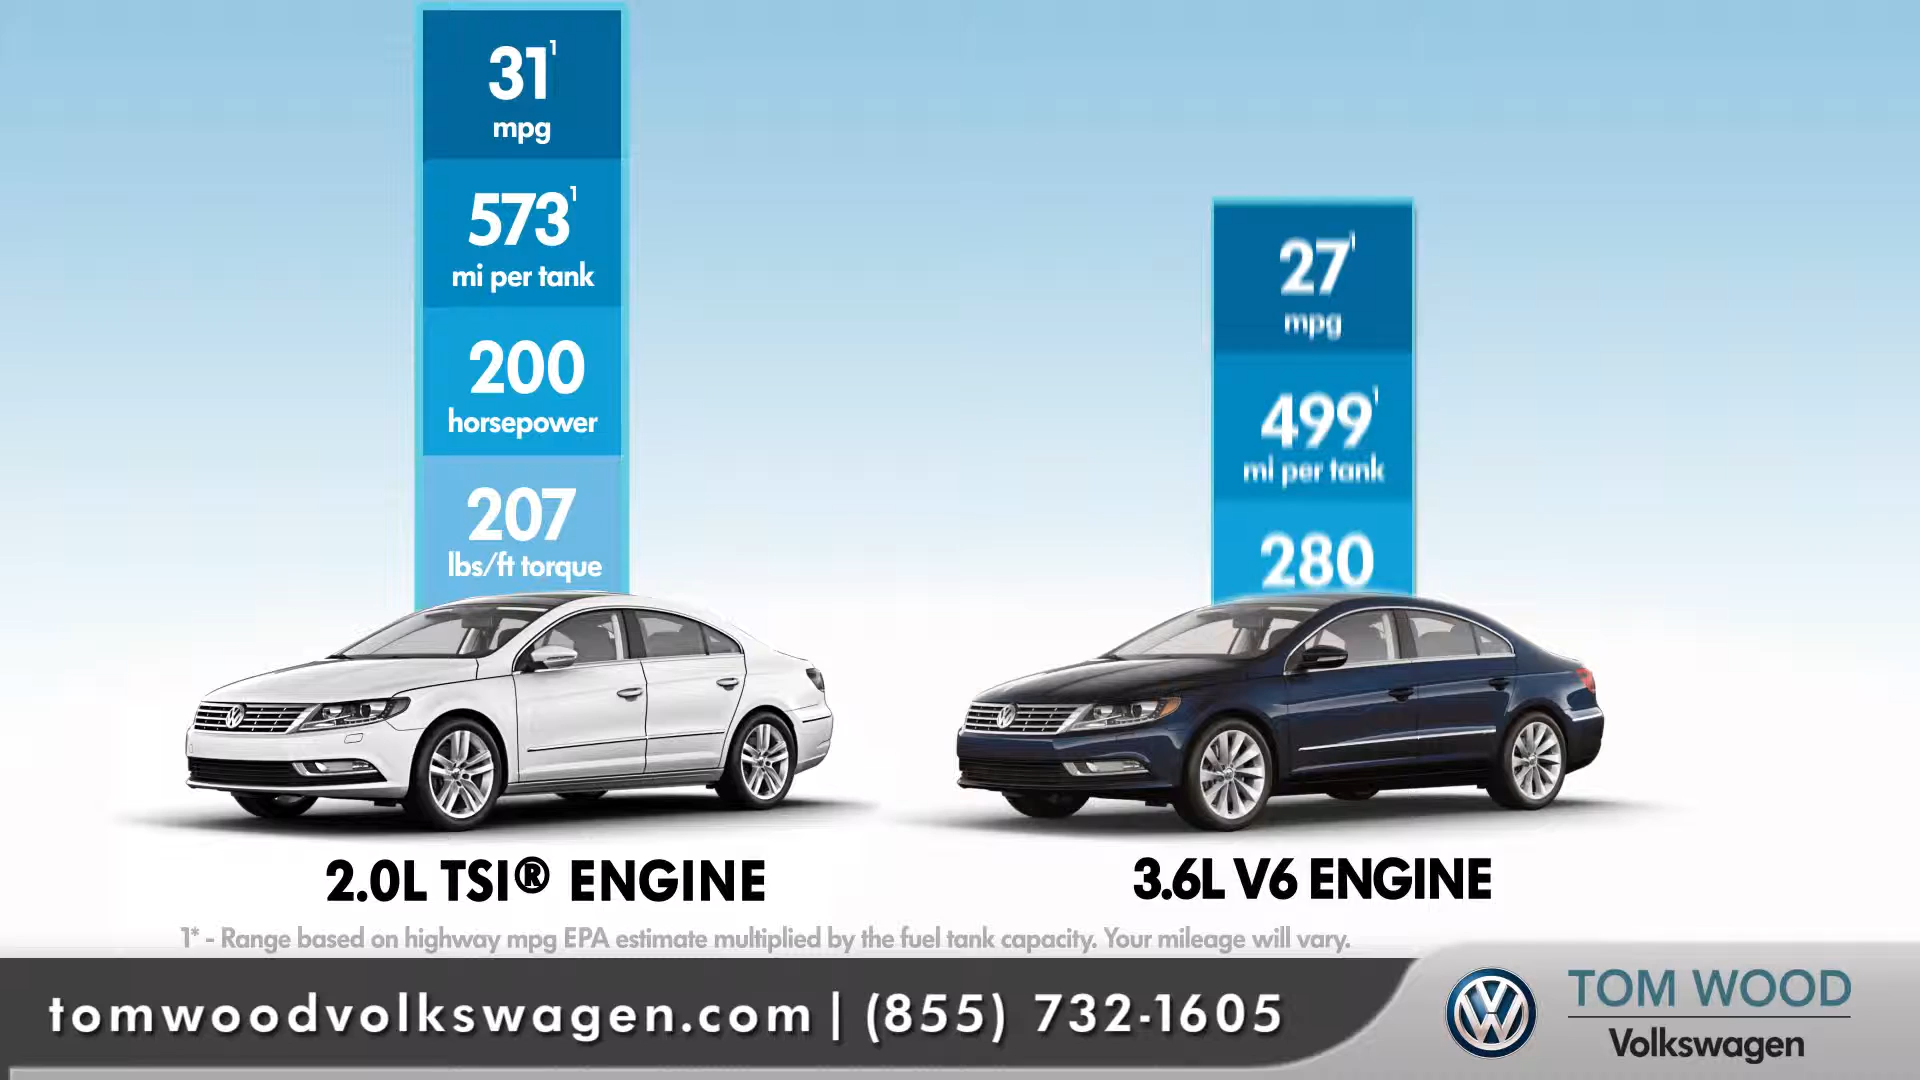 31¹
mpg
573¹
mi per tank
200
horsepower
207
lbs/ft torque
27¹
mpg
499¹
mi per tank
280
2.0L TSI® ENGINE
3.6L V6 ENGINE
1* - Range based on highway mpg EPA estimate multiplied by the fuel tank capacity. Your mileage will vary.
tomwoodvolkswagen.com | (855) 732-1605
TOM WOOD
Volkswagen